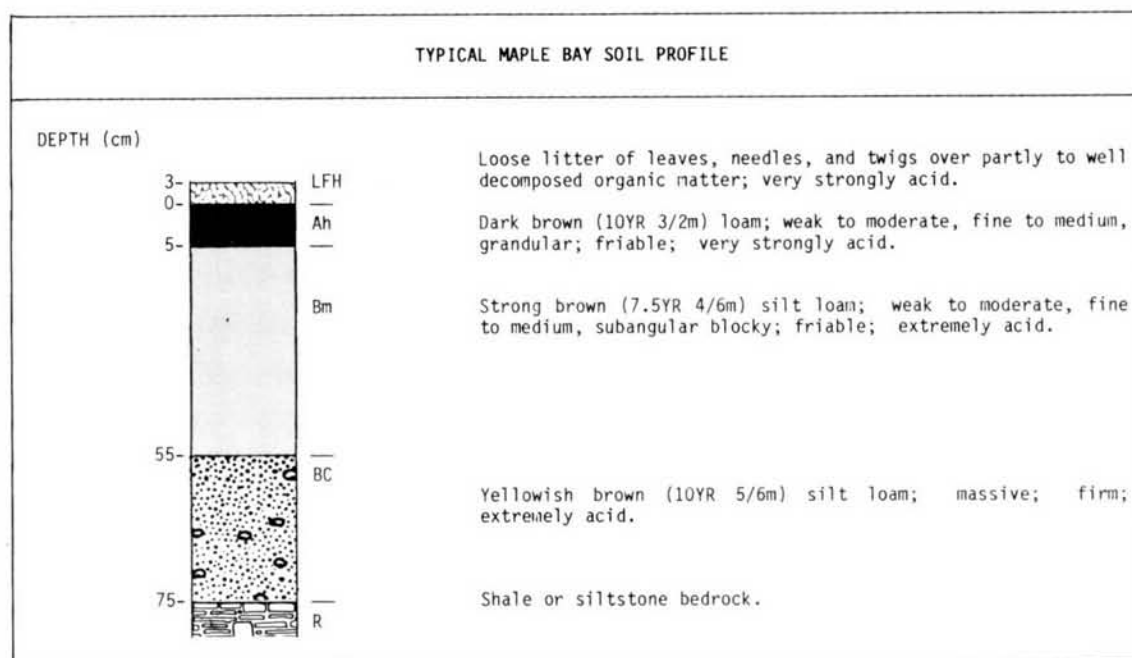 TYPICAL MAPLE BAY SOIL PROFILE
DEPTH (cm)
3-
LFH
Loose litter of leaves, needles, and twigs over partly to well
decomposed organic matter; very strongly acid.
0-
Ah
Dark brown (10YR 3/2m) loam; weak to moderate, fine to medium,
grandular; friable; very strongly acid.
5-
Bm
Strong brown (7.5YR 4/6m) silt loam; weak to moderate, fine
to medium, subangular blocky; friable; extremely acid.
55-
BC
Yellowish brown (10YR 5/6m) silt loam; massive; firm;
extremely acid.
75-
R
Shale or siltstone bedrock.